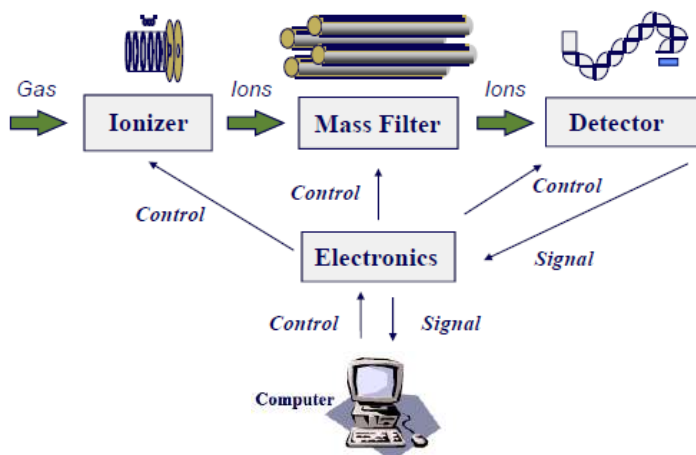 Gas
Ions
Ions
Ionizer
Mass Filter
Detector
Control
Control
Control
Electronics
Signal
Control
Signal
Computer